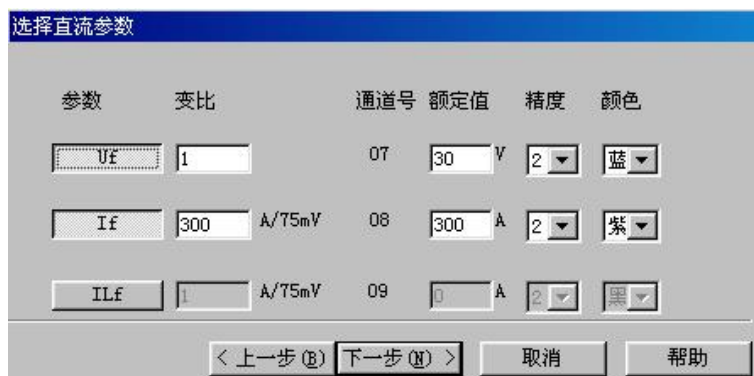 选择直流参数
参数 变比 通道号 额定值 精度 颜色
Uf 1 07 30 V 2 蓝
If 300 A/75mV 08 300 A 2 紫
ILf 1 A/75mV 09 0 A 2 黑
< 上一步(B) 下一步(N) > 取消 帮助